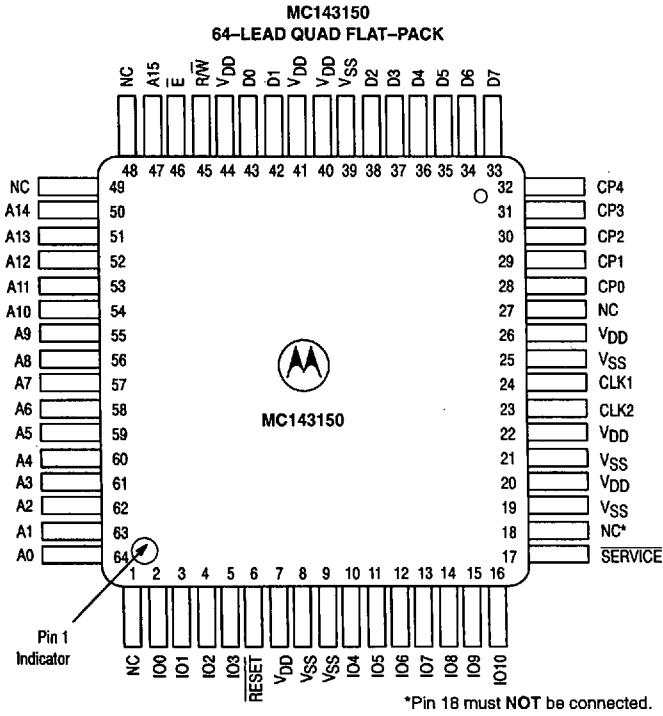 MC143150
64–LEAD QUAD FLAT–PACK
NC A15 E R/W VDD D0 D1 VDD VDD VSS D2 D3 D4 D5 D6 D7
48 47 46 45 44 43 42 41 40 39 38 37 36 35 34 33
NC 49 32 CP4
A14 50 31 CP3
A13 51 30 CP2
A12 52 29 CP1
A11 53 28 CP0
A10 54 27 NC
A9 55 26 VDD
A8 56 25 VSS
A7 57 24 CLK1
A6 58 23 CLK2
A5 59 22 VDD
A4 60 21 VSS
A3 61 20 VDD
A2 62 19 VSS
A1 63 18 NC*
A0 64 17 SERVICE
MC143150
1 2 3 4 5 6 7 8 9 10 11 12 13 14 15 16
NC IO0 IO1 IO2 IO3 RESET VDD VSS VSS IO4 IO5 IO6 IO7 IO8 IO9 IO10
Pin 1
Indicator
*Pin 18 must NOT be connected.